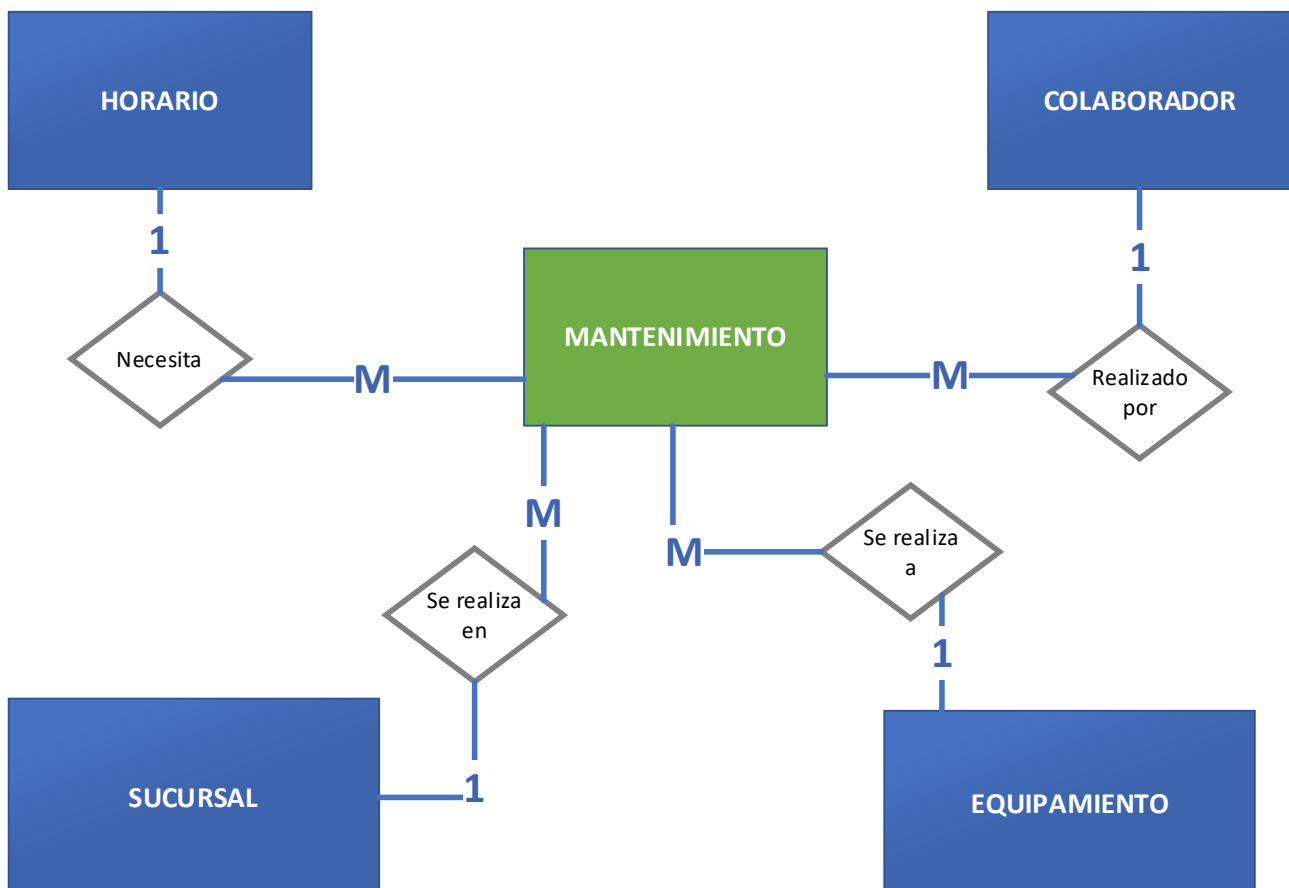 HORARIO
COLABORADOR
1
1
MANTENIMIENTO
Necesita
M
M
Realizado
por
M
M
Se realiza
a
Se realiza
en
1
1
SUCURSAL
EQUIPAMIENTO